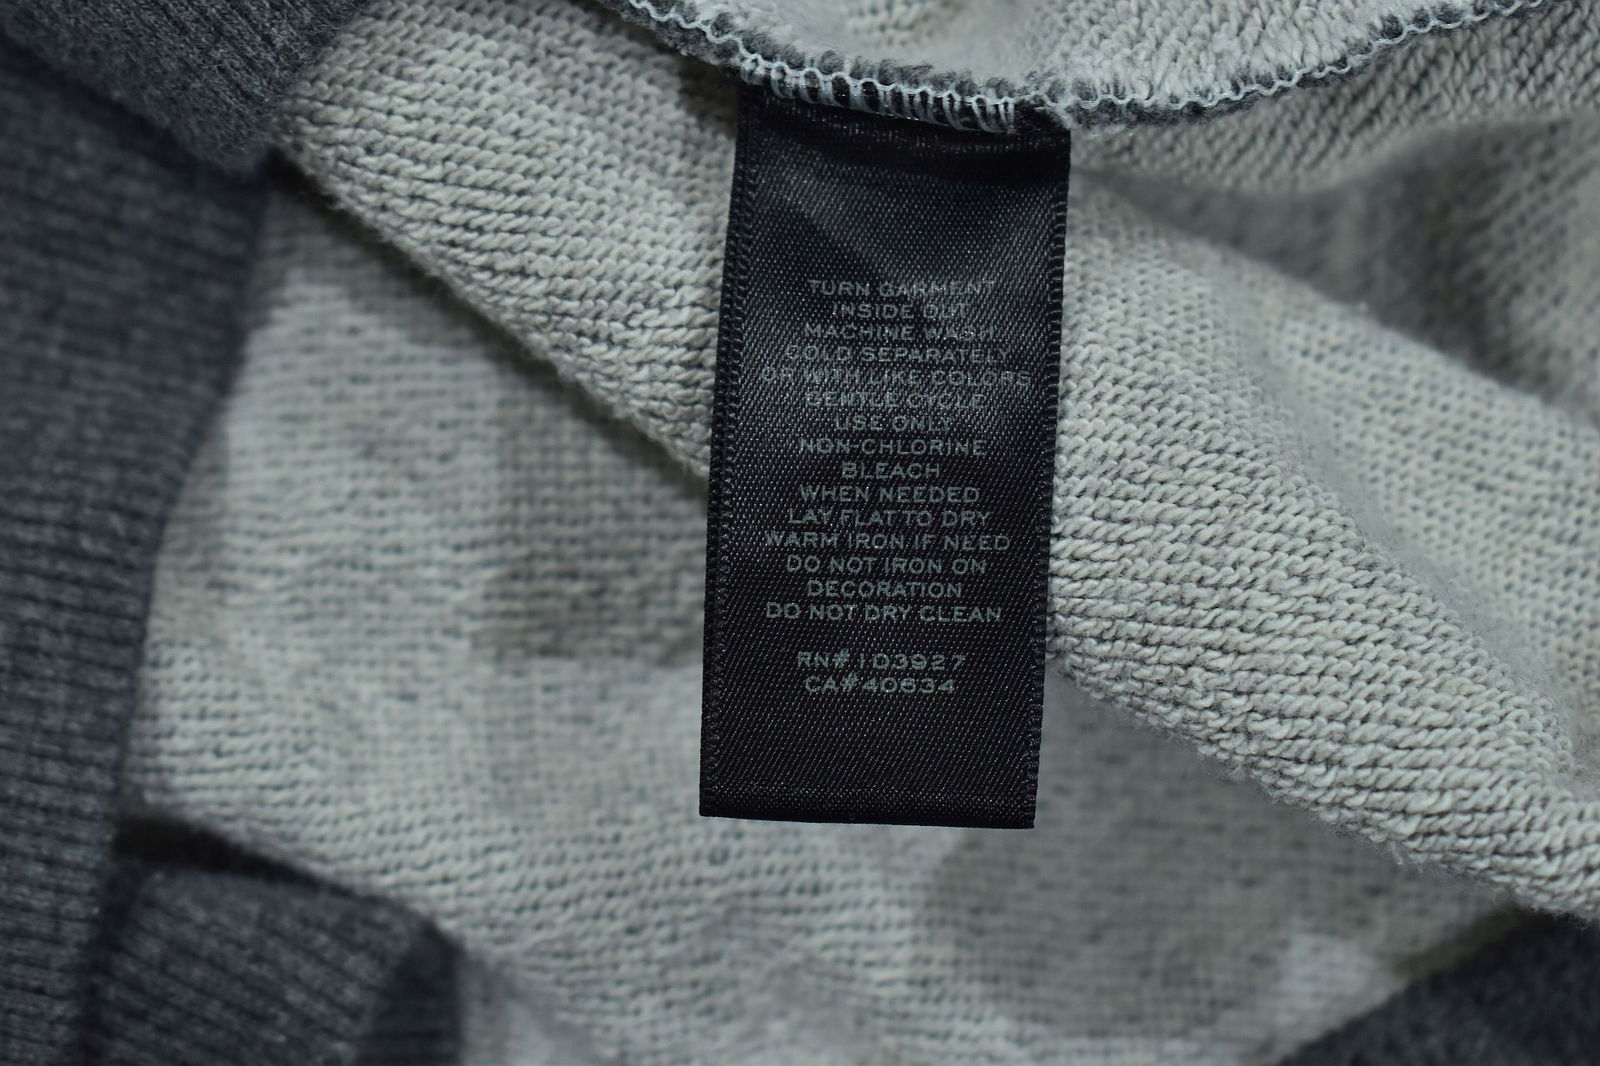 TURN GARMENT
INSIDE OUT
MACHINE WASH
COLD SEPARATELY
OR WITH LIKE COLORS
GENTLE CYCLE
USE ONLY
NON-CHLORINE
BLEACH
WHEN NEEDED
LAY FLAT TO DRY
WARM IRON IF NEED
DO NOT IRON ON
DECORATION
DO NOT DRY CLEAN
RN#103927
CA#40634